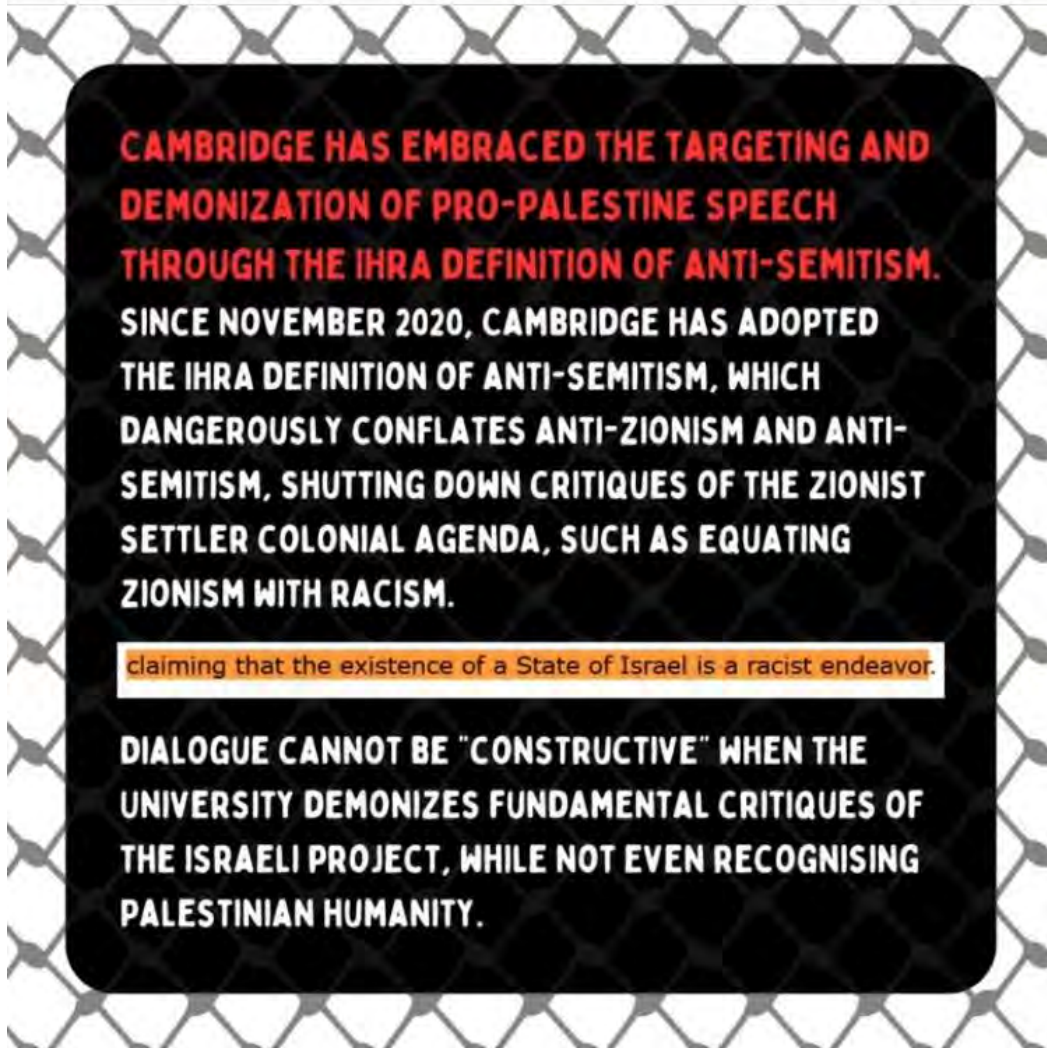 CAMBRIDGE HAS EMBRACED THE TARGETING AND
DEMONIZATION OF PRO-PALESTINE SPEECH
THROUGH THE IHRA DEFINITION OF ANTI-SEMITISM.
SINCE NOVEMBER 2020, CAMBRIDGE HAS ADOPTED
THE IHRA DEFINITION OF ANTI-SEMITISM, WHICH
DANGEROUSLY CONFLATES ANTI-ZIONISM AND ANTI-
SEMITISM, SHUTTING DOWN CRITIQUES OF THE ZIONIST
SETTLER COLONIAL AGENDA, SUCH AS EQUATING
ZIONISM WITH RACISM.
claiming that the existence of a State of Israel is a racist endeavor.
DIALOGUE CANNOT BE "CONSTRUCTIVE" WHEN THE
UNIVERSITY DEMONIZES FUNDAMENTAL CRITIQUES OF
THE ISRAELI PROJECT, WHILE NOT EVEN RECOGNISING
PALESTINIAN HUMANITY.